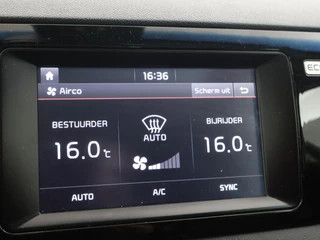 16:36
Airco Scherm uit
BESTUURDER BIJRIJDER
AUTO
16.0℃ 16.0℃
AUTO A/C SYNC